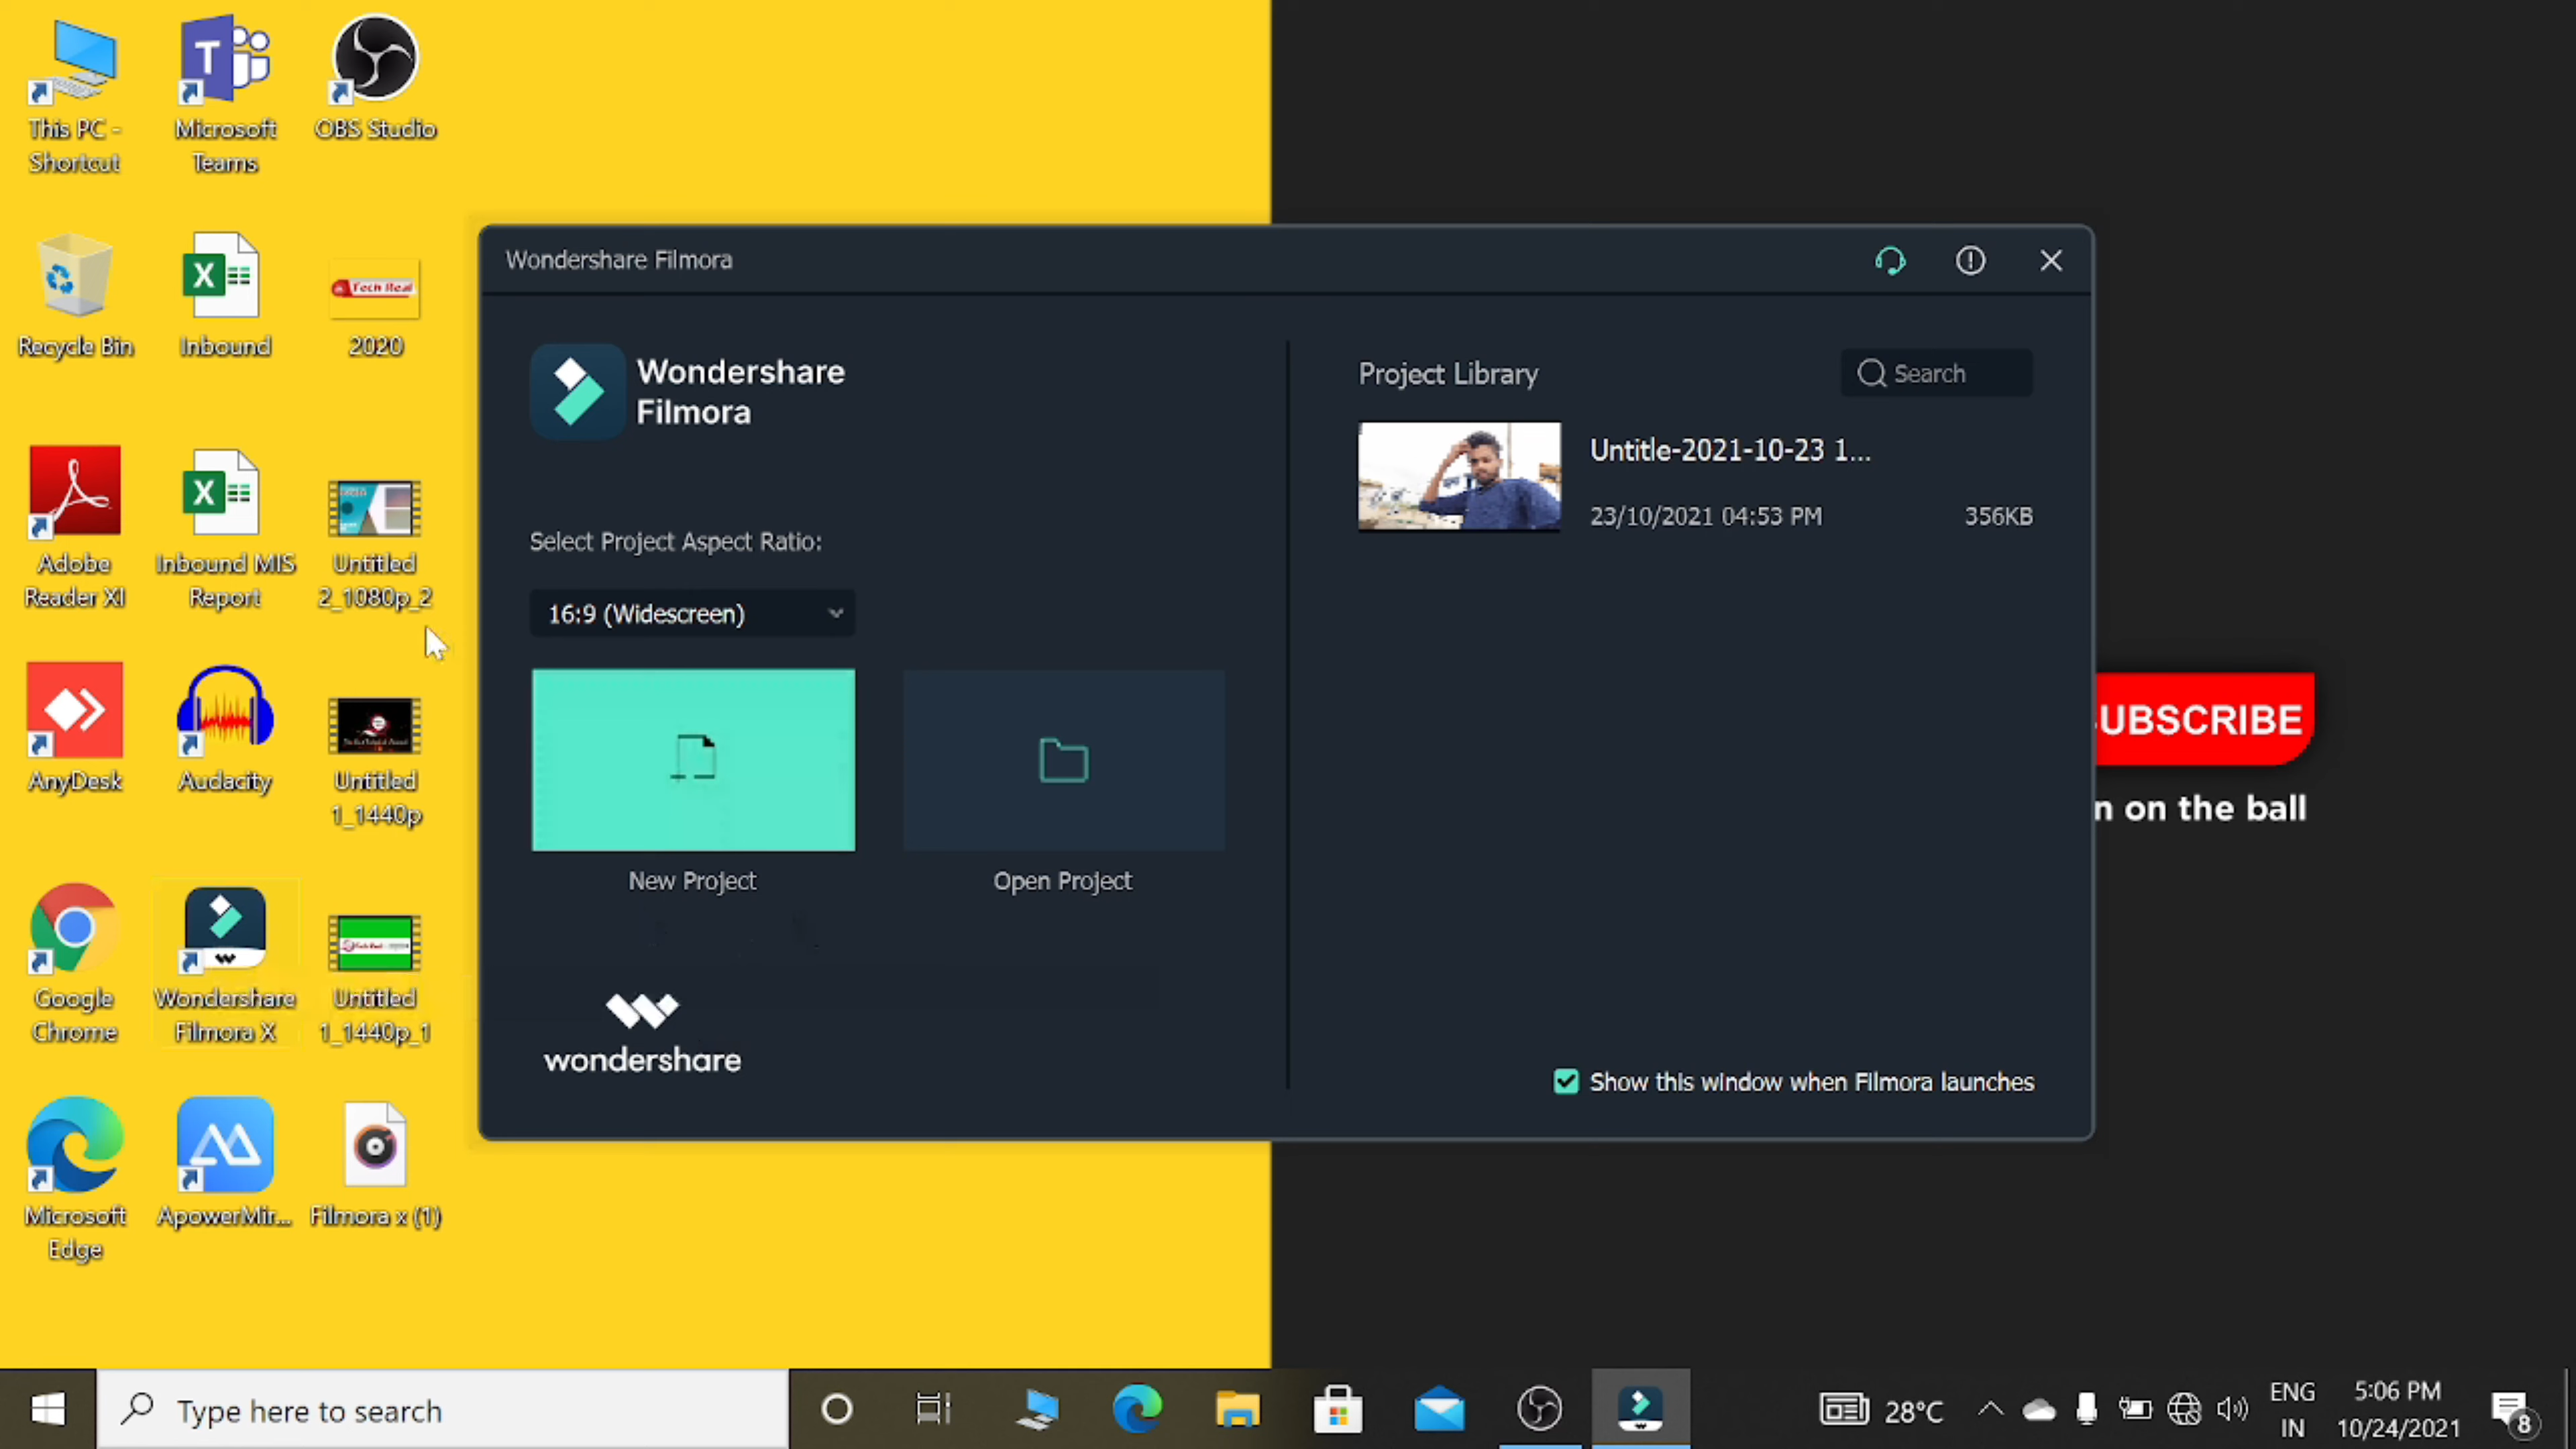 This PC -
Shortcut
Microsoft
Teams
OBS Studio
Recycle Bin
Inbound
Tech Real
2020
Adobe
Reader XI
Inbound MIS
Report
Untitled
2_1080p_2
AnyDesk
Audacity
Untitled
1_1440p
Google
Chrome
Wondershare
Filmora X
Untitled
1_1440p_1
Microsoft
Edge
ApowerMir...
Filmora x (1)
Wondershare Filmora
Wondershare
Filmora
Select Project Aspect Ratio:
16:9 (Widescreen)
New Project
Open Project
wondershare
Project Library
Search
Untitle-2021-10-23 1...
23/10/2021 04:53 PM
356KB
Show this window when Filmora launches
UBSCRIBE
n on the ball
Type here to search
28°C
ENG
IN
5:06 PM
10/24/2021
8